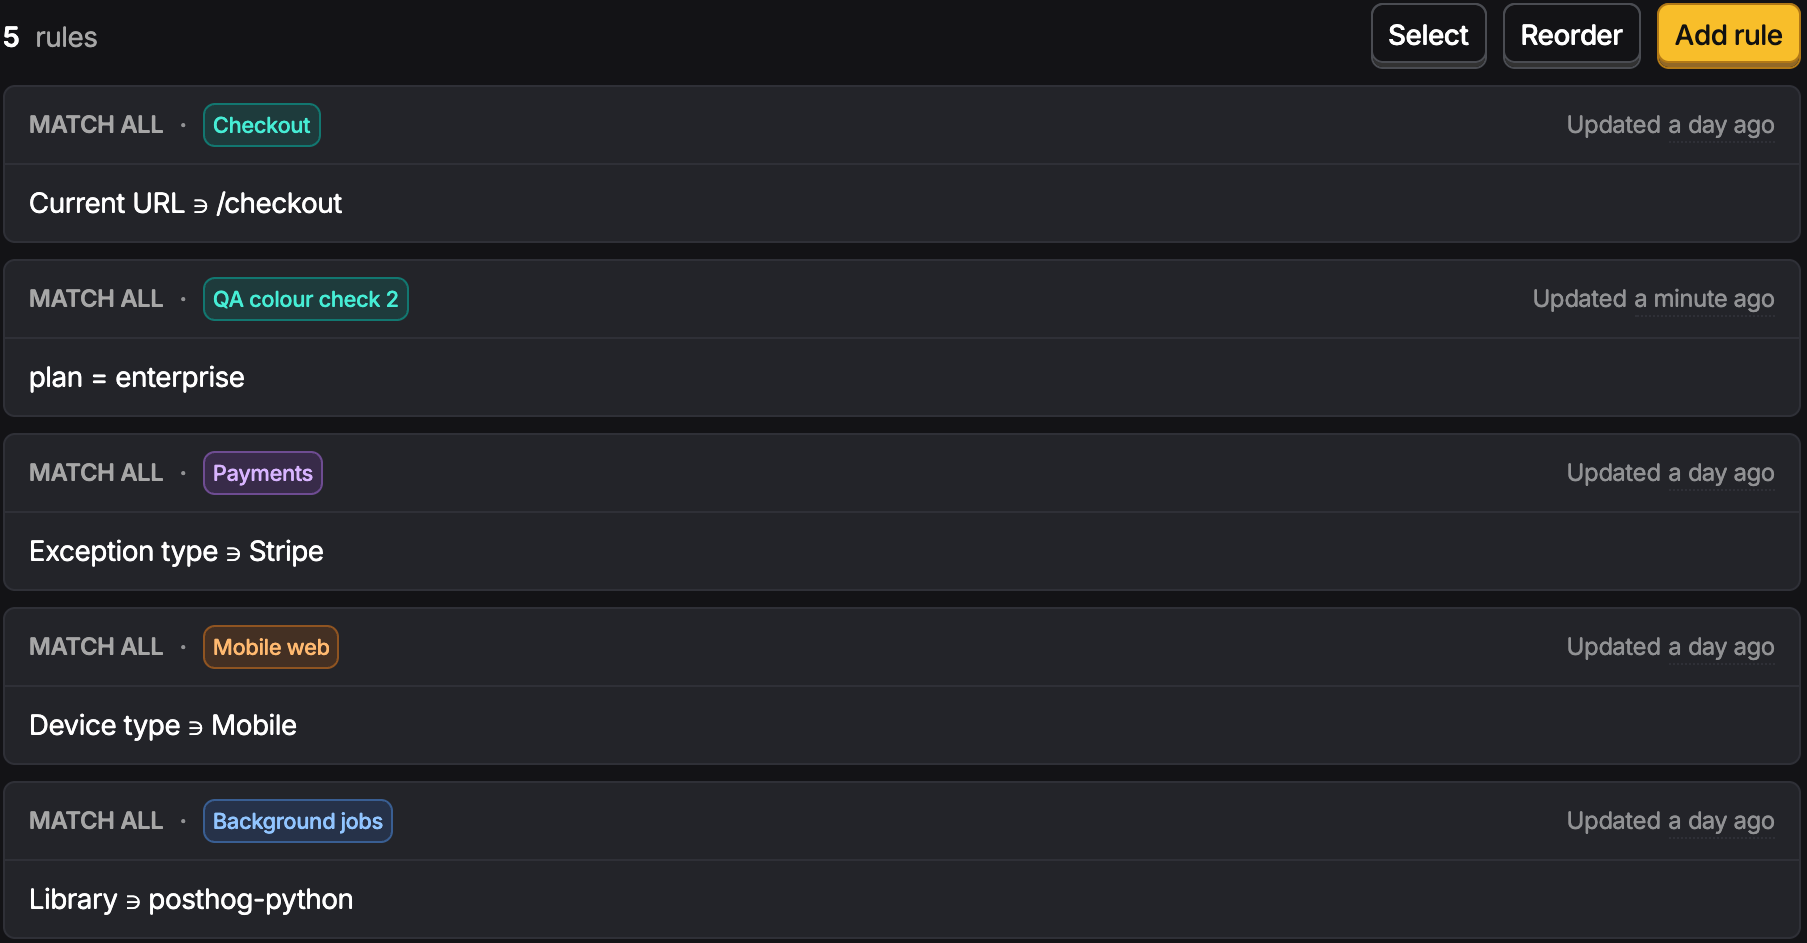 5 rules
Select
Reorder
Add rule
MATCH ALL · Checkout
Updated a day ago
Current URL ∋ /checkout
MATCH ALL · QA colour check 2
Updated a minute ago
plan = enterprise
MATCH ALL · Payments
Updated a day ago
Exception type ∋ Stripe
MATCH ALL · Mobile web
Updated a day ago
Device type ∋ Mobile
MATCH ALL · Background jobs
Updated a day ago
Library ∋ posthog-python